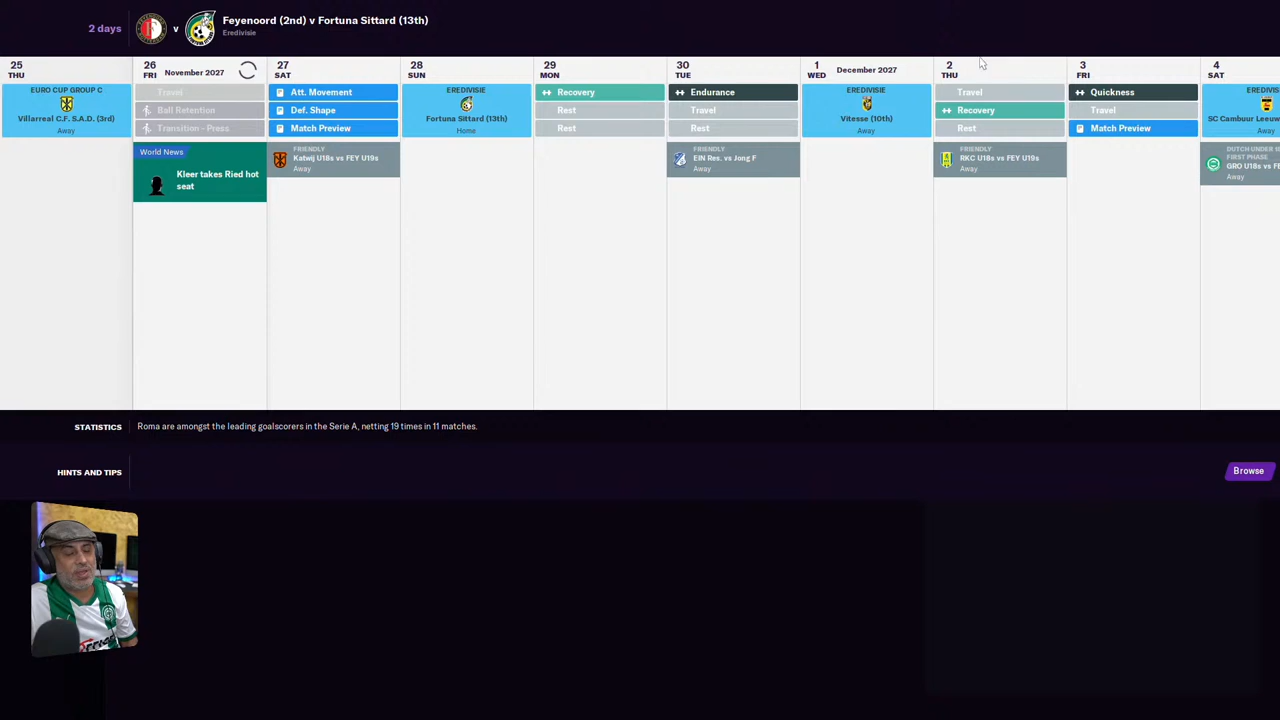 2 days
v
Feyenoord (2nd) v Fortuna Sittard (13th)
Eredivisie
25
THU
26
FRI
November 2027
27
SAT
28
SUN
29
MON
30
TUE
1
WED
December 2027
2
THU
3
FRI
4
SAT
EURO CUP GROUP C
Villarreal C.F. S.A.D. (3rd)
Away
Travel
Ball Retention
Transition - Press
World News
Kleer takes Ried hot
seat
Att. Movement
Def. Shape
Match Preview
FRIENDLY
Katwij U18s vs FEY U19s
Away
EREDIVISIE
Fortuna Sittard (13th)
Home
Recovery
Rest
Rest
Endurance
Travel
Rest
FRIENDLY
EIN Res. vs Jong F
Away
EREDIVISIE
Vitesse (10th)
Away
Travel
Recovery
Rest
FRIENDLY
RKC U18s vs FEY U19s
Away
Quickness
Travel
Match Preview
EREDIVIS
SC Cambuur Leeuw
Away
DUTCH UNDER 18
FIRST PHASE
GRO U18s vs FE
Away
STATISTICS
Roma are amongst the leading goalscorers in the Serie A, netting 19 times in 11 matches.
HINTS AND TIPS
Browse